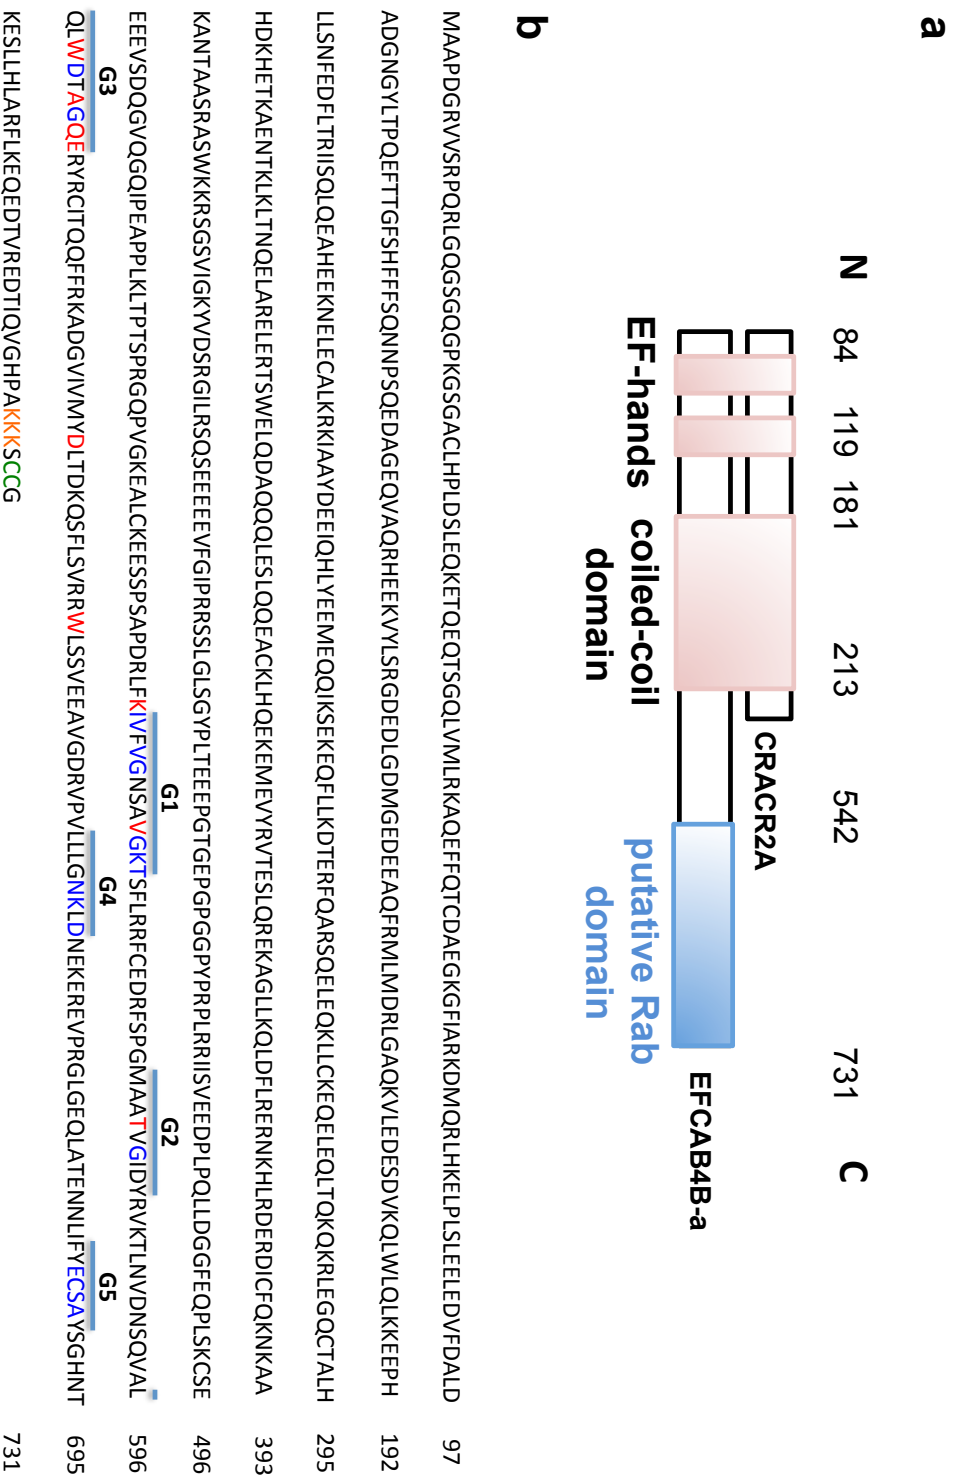 a
N 84 119 181 213 542 731 C
CRACR2A
EFCAB4B-a
EF-hands coiled-coil domain putative Rab domain
b
MAAPDGRVVSRPQRLGQGSGQGPKGSGACLHPLDSLEQKETQEQTSGQLVMLRKAQEFFQTCDAEGKGFIARKDMQRLHKELPLSLEELEDVFDALD 97
ADGNGYLTPQEFTTGFSHFFFSQNNPSQEDAGEQVAQRHEEKVYLSRGDEDLGDMGEDEEAQFRMLMDRLGAQKVLEDESDVKQLWLQLKKEEPH 192
LLSNFEDFLTRIISQLQEAHEEKNELECALKRKIAAYDEEIQHLYEEMEQQIKSEKEQFLLKDTERFQARSQELEQKLLCKEQELEQLTQKQKRLEGQCTALH 295
HDKHETKAENTKLKLTNQELARELERTSWELQDAQQQLESLQQEACKLHQEKEMEVYRVTESLQREKAGLLKQLDFLRERNKHLRDERDICFQKNKAA 393
KANTAASRASWKKRSGSVIGKYVDSRGILRSQSEEEEEVFGIPRRSSLGLSGYPLTEEEPGTGEPGPGGPYPRPLRRIISVEEDPLPQLLDGGFEQPLSKCSE 496
G1 G2
EEEVSDQGVQGQIPEAPPLKLTPTSPRGQPVGKEALCKEESSPSAPDRLFKIVFVGNSAVGKTSFLRRFCEDRFSPGMAATVGIDYRVKTLNVDNSQVAL 596
G3 G4 G5
QLWDTAGQERYRCITQQFFRKADGVIVMYDLTDKQSFLSVRRWLSSVEEAVGDRVPVLLLGNKLDNEKEREVPRGLGEQLATENNLIFYECSAYSGHNT 695
KESLLHLARFLKEQEDTVREDTIQVGHPAKKKSCCG 731